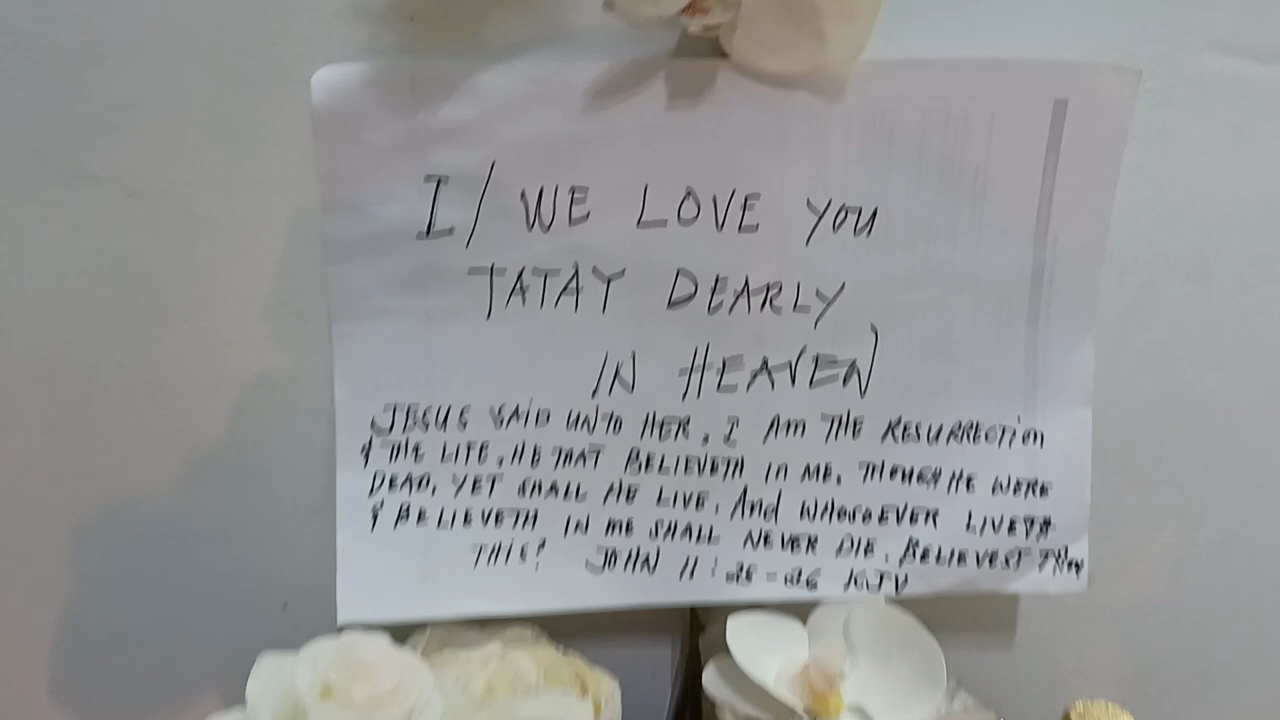 I/ WE LOVE YOU
TATAY DEARLY
IN HEAVEN
JESUS SAID UNTO HER, I AM THE RESURRECTION
& THE LIFE, HE THAT BELIEVETH IN ME, THOUGH HE WERE
DEAD, YET SHALL HE LIVE. And WHOSOEVER LIVETH
& BELIEVETH IN ME SHALL NEVER DIE. BELIEVEST THOU
THIS? JOHN 11:25-26 KJV